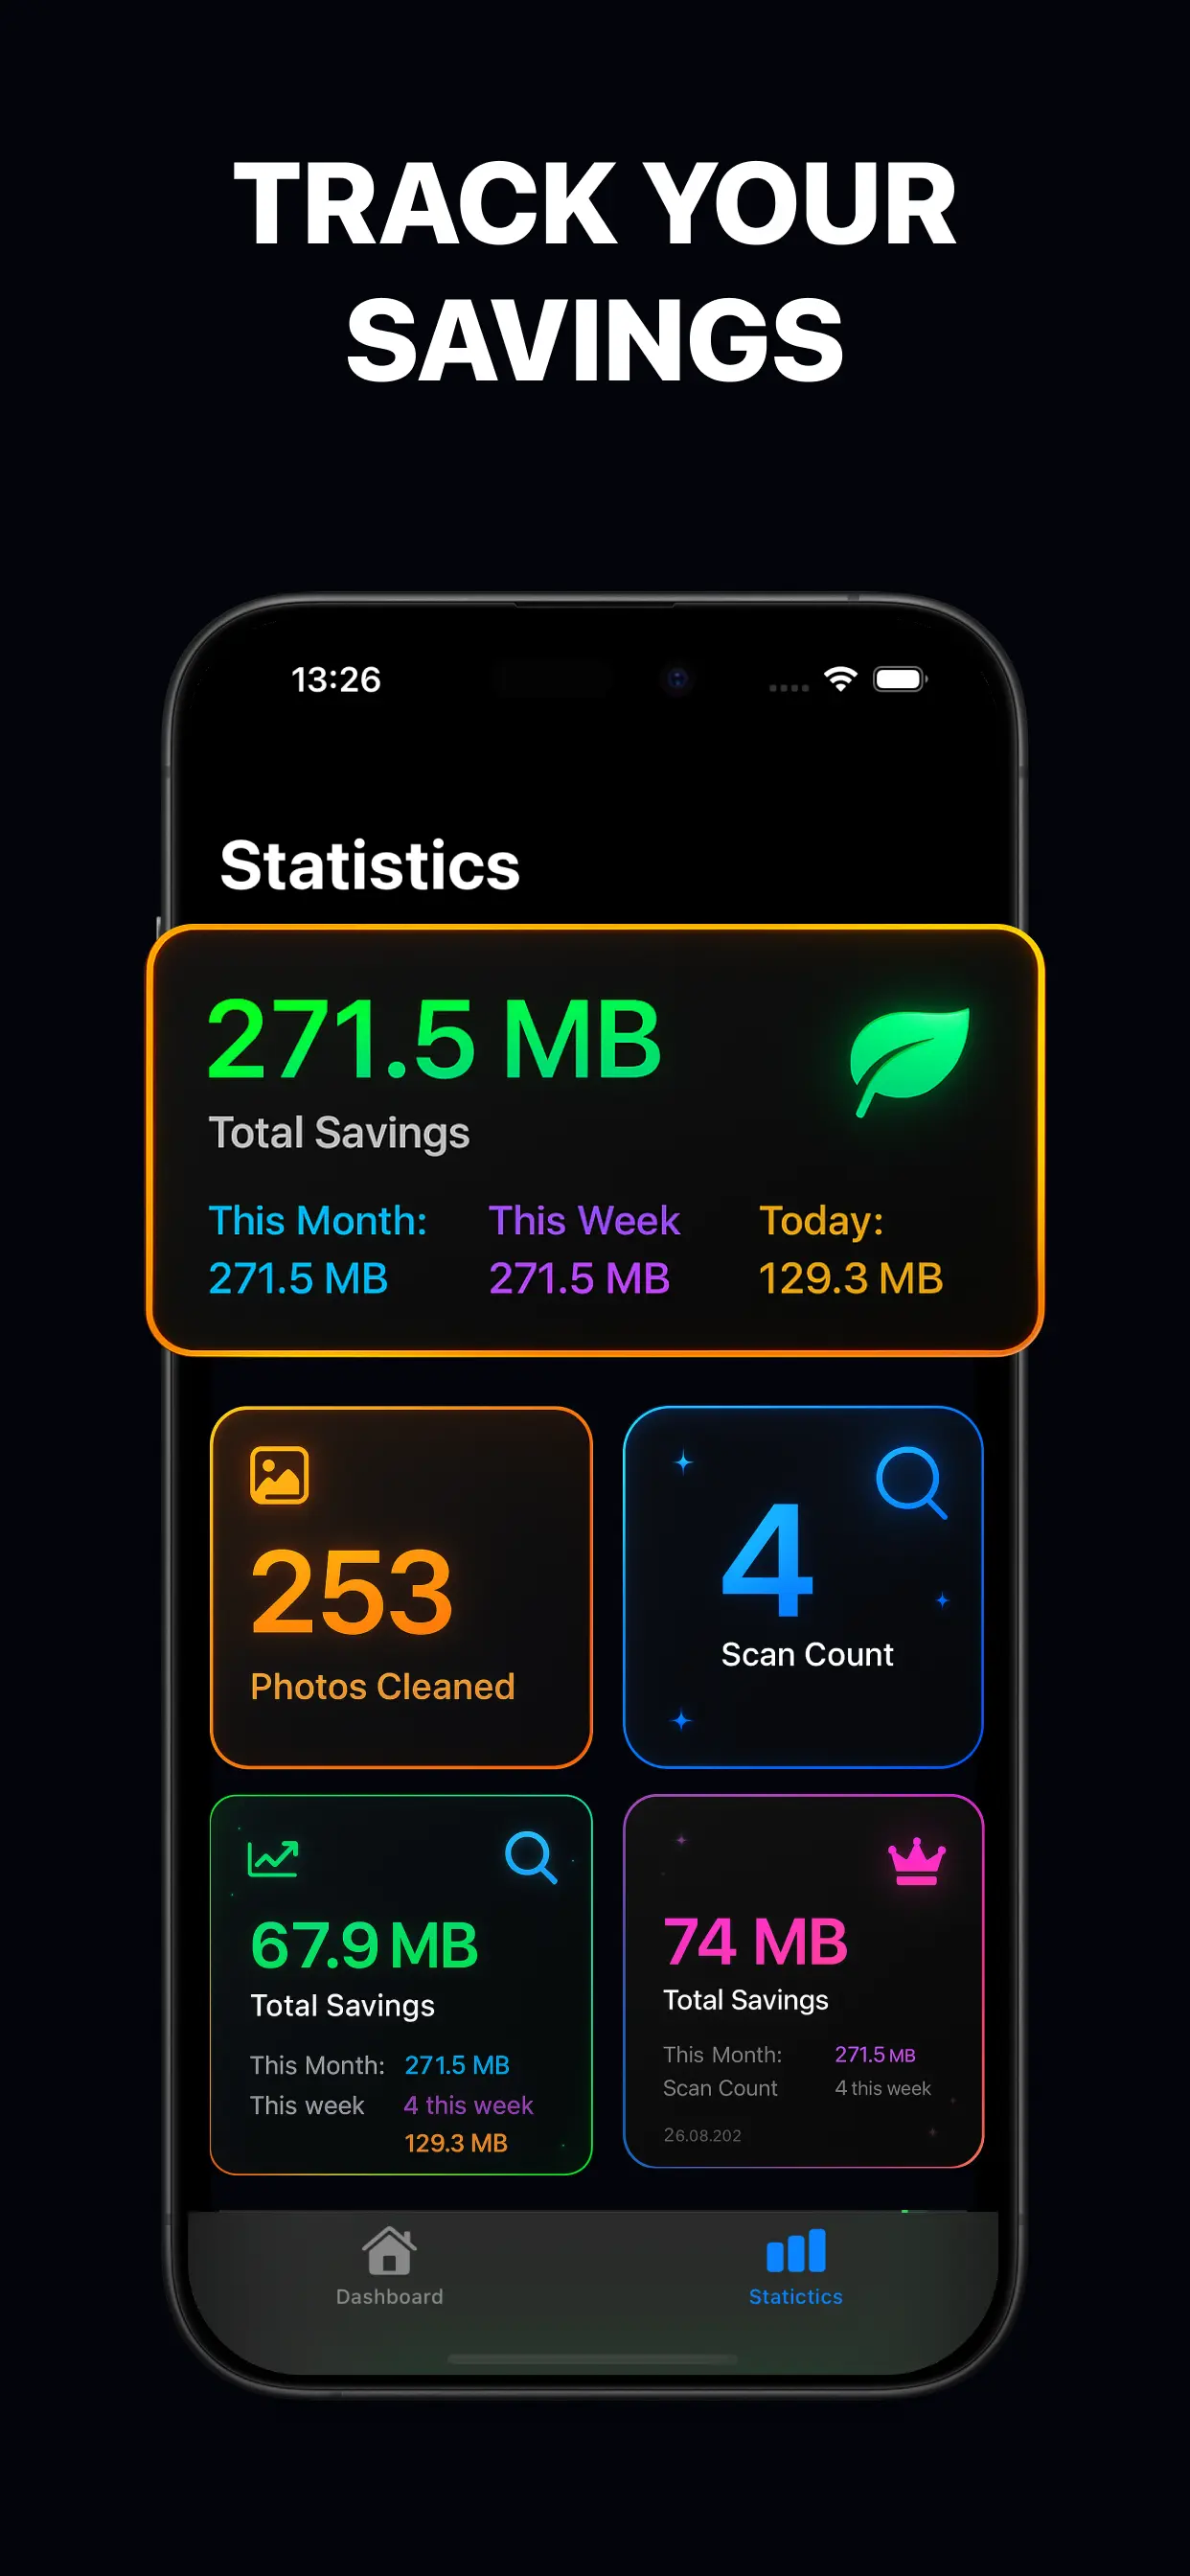 TRACK YOUR
SAVINGS
13:26
Statistics
271.5 MB
Total Savings
This Month: This Week Today:
271.5 MB 271.5 MB 129.3 MB
253
Photos Cleaned
4
Scan Count
67.9 MB
Total Savings
This Month: 271.5 MB
This week 4 this week
129.3 MB
74 MB
Total Savings
This Month: 271.5 MB
Scan Count 4 this week
26.08.202
Dashboard Statictics